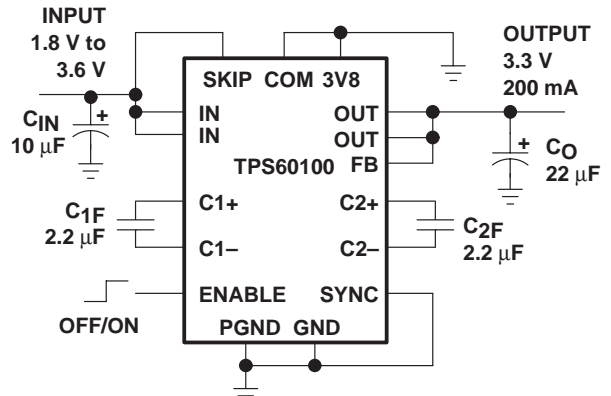 INPUT
1.8 V to
3.6 V
OUTPUT
3.3 V
200 mA
SKIP COM 3V8
IN
IN
OUT
OUT
TPS60100 FB
CIN
10 μF
+
CO
22 μF
+
C1F
2.2 μF
C1+
C1–
C2+
C2–
C2F
2.2 μF
ENABLE SYNC
OFF/ON
PGND GND